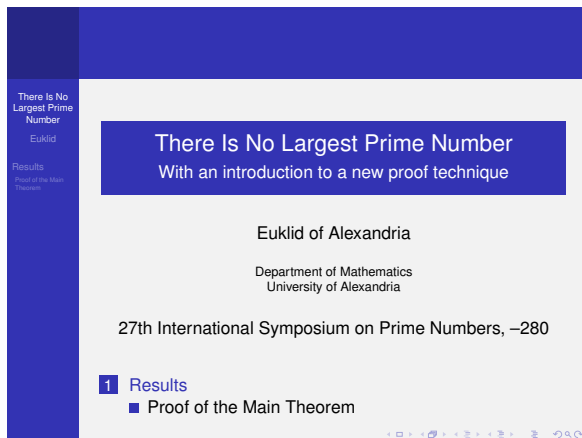 There Is No
Largest Prime
Number
Euklid
Results
Proof of the Main
Theorem
There Is No Largest Prime Number
With an introduction to a new proof technique
Euklid of Alexandria
Department of Mathematics
University of Alexandria
27th International Symposium on Prime Numbers, –280
1 Results
Proof of the Main Theorem